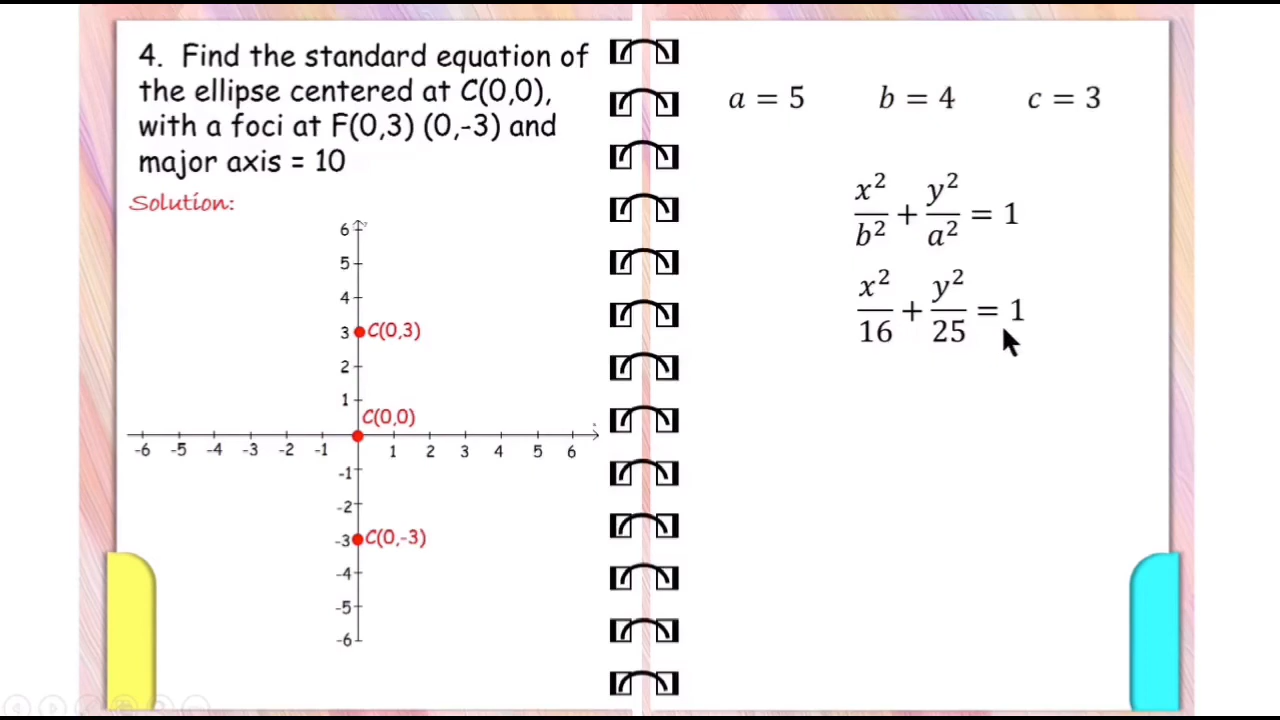 4. Find the standard equation of
the ellipse centered at C(0,0),
with a foci at F(0,3) (0,-3) and
major axis = 10
Solution:
y
6
5
4
3 C(0,3)
2
1
C(0,0)
x
-6 -5 -4 -3 -2 -1 1 2 3 4 5 6
-1
-2
-3 C(0,-3)
-4
-5
-6
a = 5 b = 4 c = 3
x²/b² + y²/a² = 1
x²/16 + y²/25 = 1